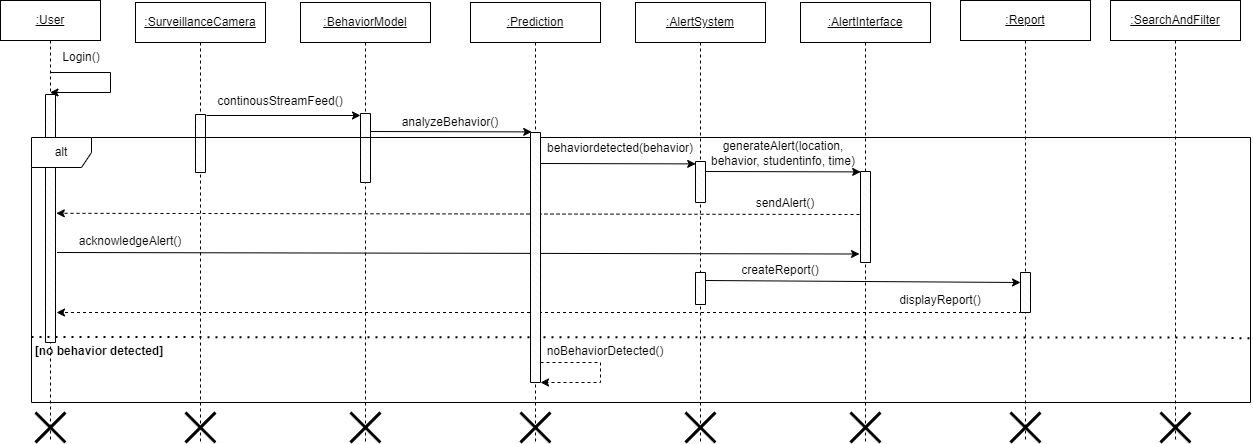 :User
:SurveillanceCamera
:BehaviorModel
:Prediction
:AlertSystem
:AlertInterface
:Report
:SearchAndFilter
Login()
continousStreamFeed()
analyzeBehavior()
alt
behaviordetected(behavior)
generateAlert(location,
behavior, studentinfo, time)
sendAlert()
acknowledgeAlert()
createReport()
displayReport()
[no behavior detected]
noBehaviorDetected()